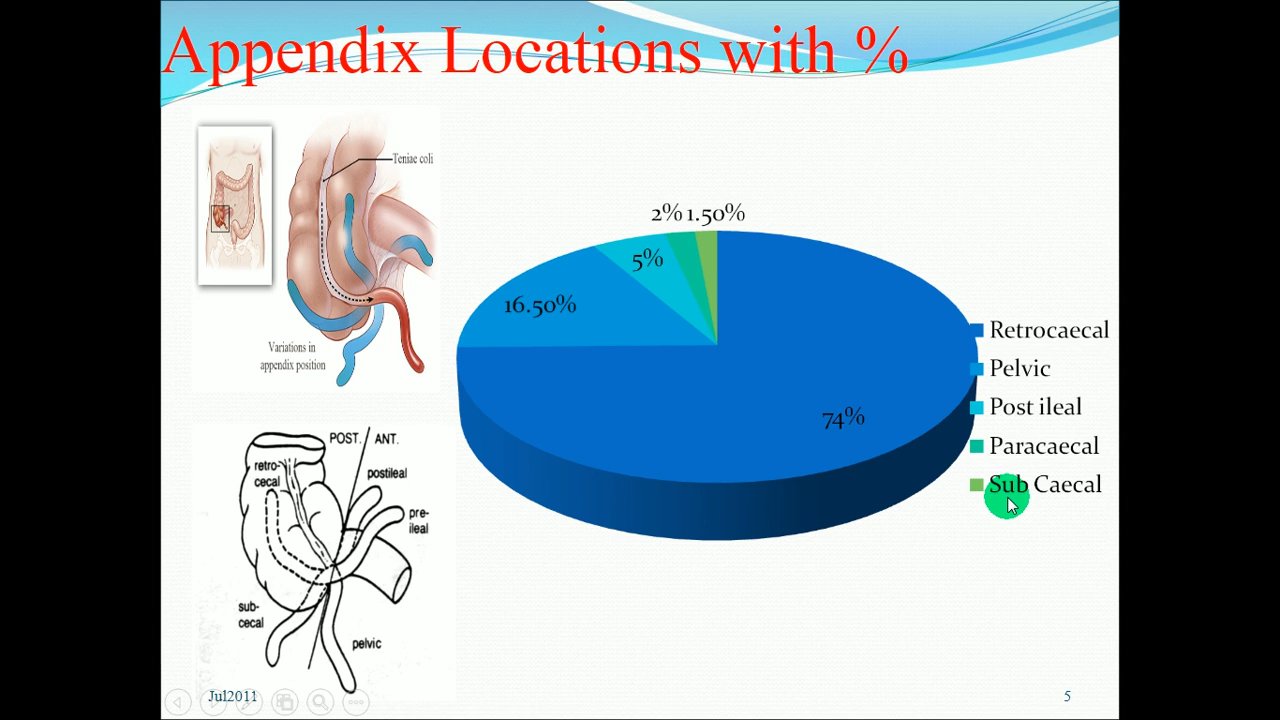 Appendix Locations with %
Teniae coli
Variations in
appendix position
POST. ANT.
retro-
cecal
postileal
pre-
ileal
sub-
cecal
pelvic
2% 1.50%
5%
16.50%
74%
Retrocaecal
Pelvic
Post ileal
Paracaecal
Sub Caecal
Jul2011
5